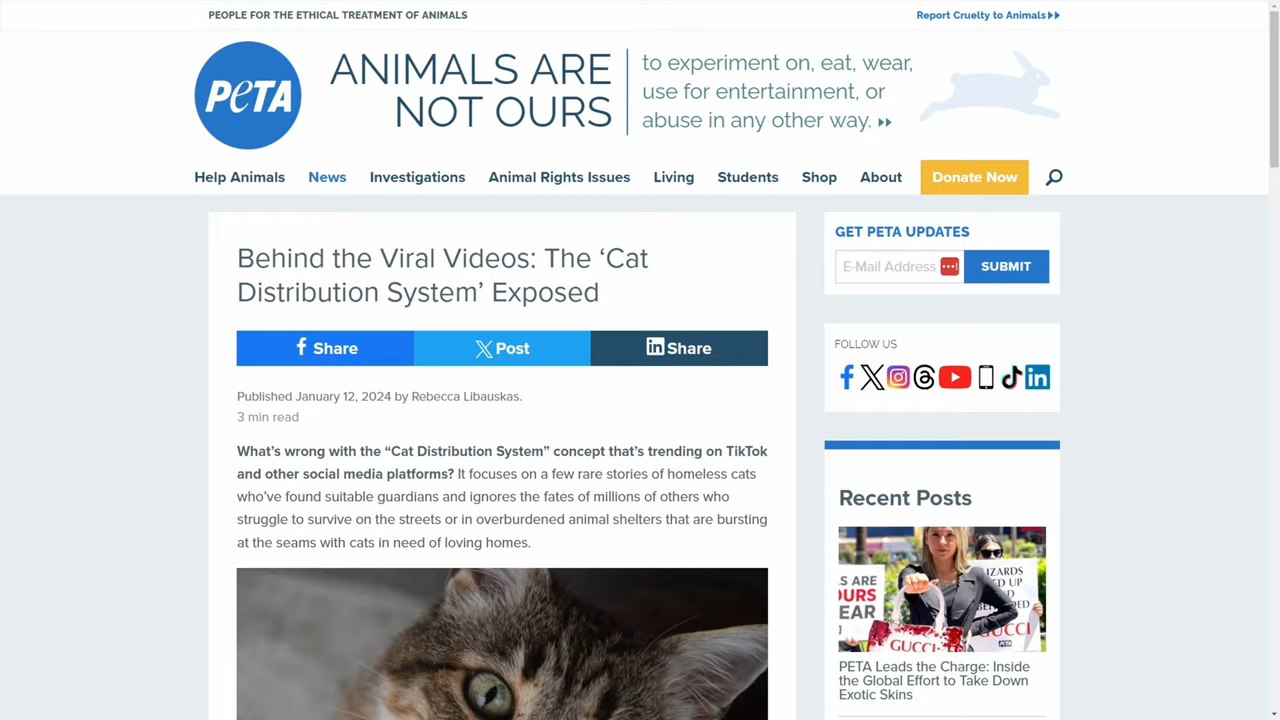 PEOPLE FOR THE ETHICAL TREATMENT OF ANIMALS
Report Cruelty to Animals
PeTA
ANIMALS ARE
NOT OURS
to experiment on, eat, wear,
use for entertainment, or
abuse in any other way.
Help Animals
News
Investigations
Animal Rights Issues
Living
Students
Shop
About
Donate Now
Behind the Viral Videos: The ‘Cat
Distribution System’ Exposed
Share
Post
Share
Published January 12, 2024 by Rebecca Libauskas.
3 min read
What’s wrong with the “Cat Distribution System” concept that’s trending on TikTok
and other social media platforms? It focuses on a few rare stories of homeless cats
who’ve found suitable guardians and ignores the fates of millions of others who
struggle to survive on the streets or in overburdened animal shelters that are bursting
at the seams with cats in need of loving homes.
GET PETA UPDATES
E-Mail Address
SUBMIT
FOLLOW US
Recent Posts
GUCCI
GUCCI
PETA Leads the Charge: Inside
the Global Effort to Take Down
Exotic Skins